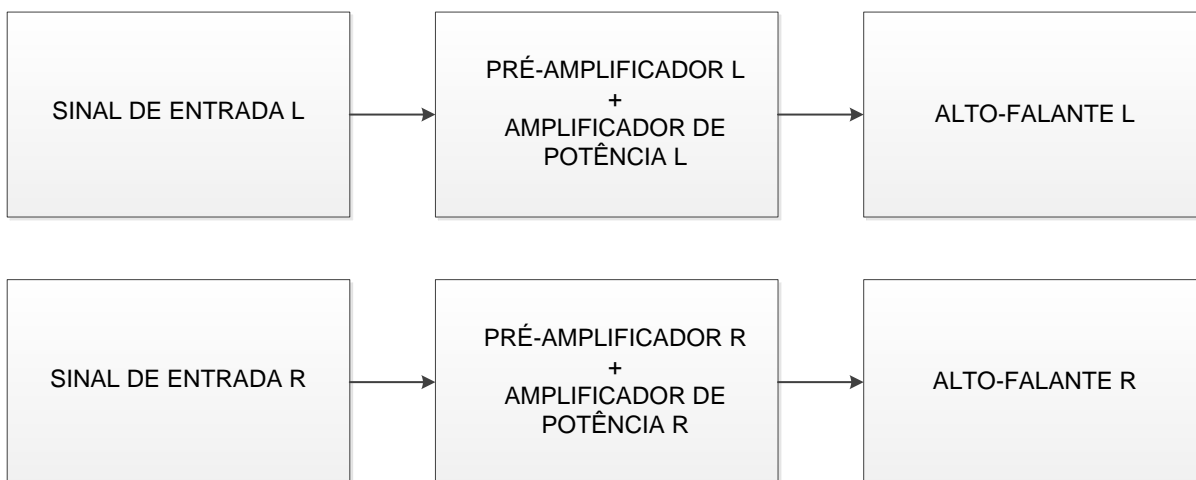 SINAL DE ENTRADA L
PRÉ-AMPLIFICADOR L
+
AMPLIFICADOR DE
POTÊNCIA L
ALTO-FALANTE L
SINAL DE ENTRADA R
PRÉ-AMPLIFICADOR R
+
AMPLIFICADOR DE
POTÊNCIA R
ALTO-FALANTE R